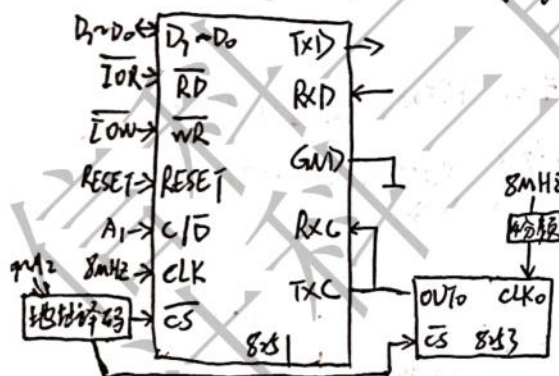 D7~D0 D7~D0 TXD
IOR RD RXD
IOW WR GND
RESET RESET
A1 C/D RXC
8MHz CLK TXC
地址译码 CS 8251
8MHz
分频
OUT0 CLK0
CS 8253